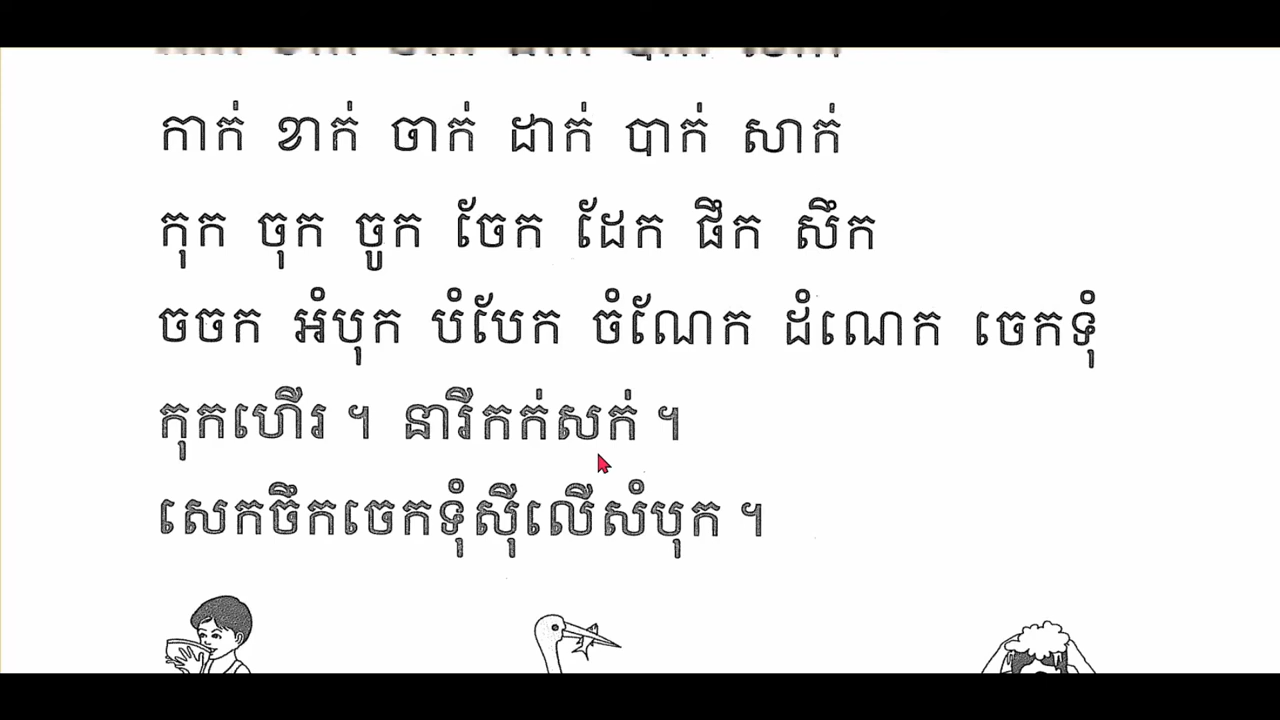 កាក់ ខាក់ ចាក់ ដាក់ បាក់ សាក់
កុក ចុក ចូក ចែក ដែក ផឹក សឹក
ចចក អំបុក បំបែក ចំណែក ដំណេក ចេកទុំ
កុកហើរ ។ នារីកក់សក់ ។
សេកចឹកចេកទុំស៊ីលើសំបុក ។